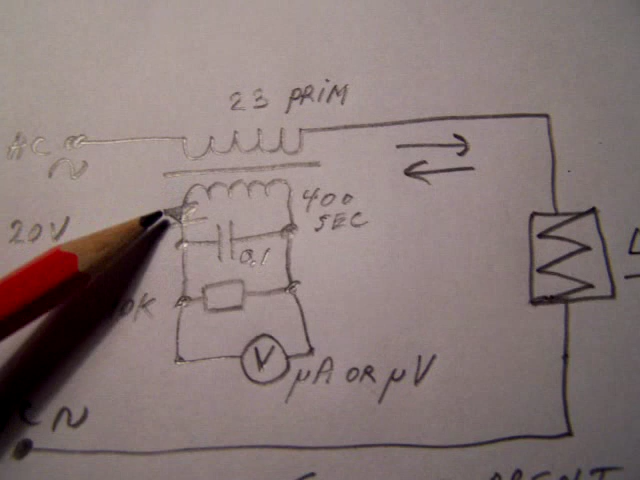 23 PRIM
AC
~
400
SEC
20V
0,1
0K
V
µA OR µV
N